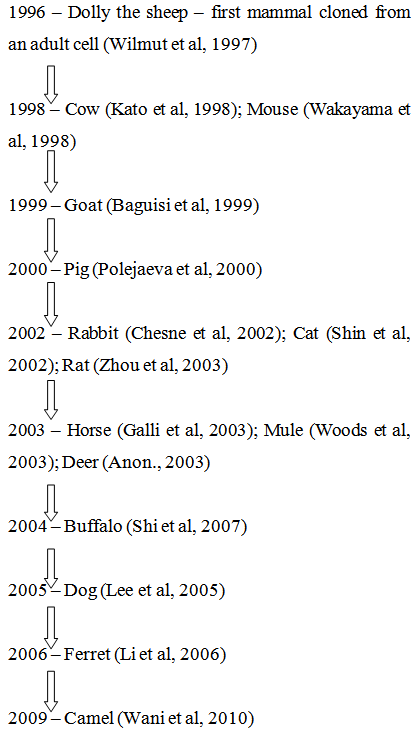 1996 – Dolly the sheep – first mammal cloned from
an adult cell (Wilmut et al, 1997)
1998 – Cow (Kato et al, 1998); Mouse (Wakayama et
al, 1998)
1999 – Goat (Baguisi et al, 1999)
2000 – Pig (Polejaeva et al, 2000)
2002 – Rabbit (Chesne et al, 2002); Cat (Shin et al,
2002); Rat (Zhou et al, 2003)
2003 – Horse (Galli et al, 2003); Mule (Woods et al,
2003); Deer (Anon., 2003)
2004 – Buffalo (Shi et al, 2007)
2005 – Dog (Lee et al, 2005)
2006 – Ferret (Li et al, 2006)
2009 – Camel (Wani et al, 2010)